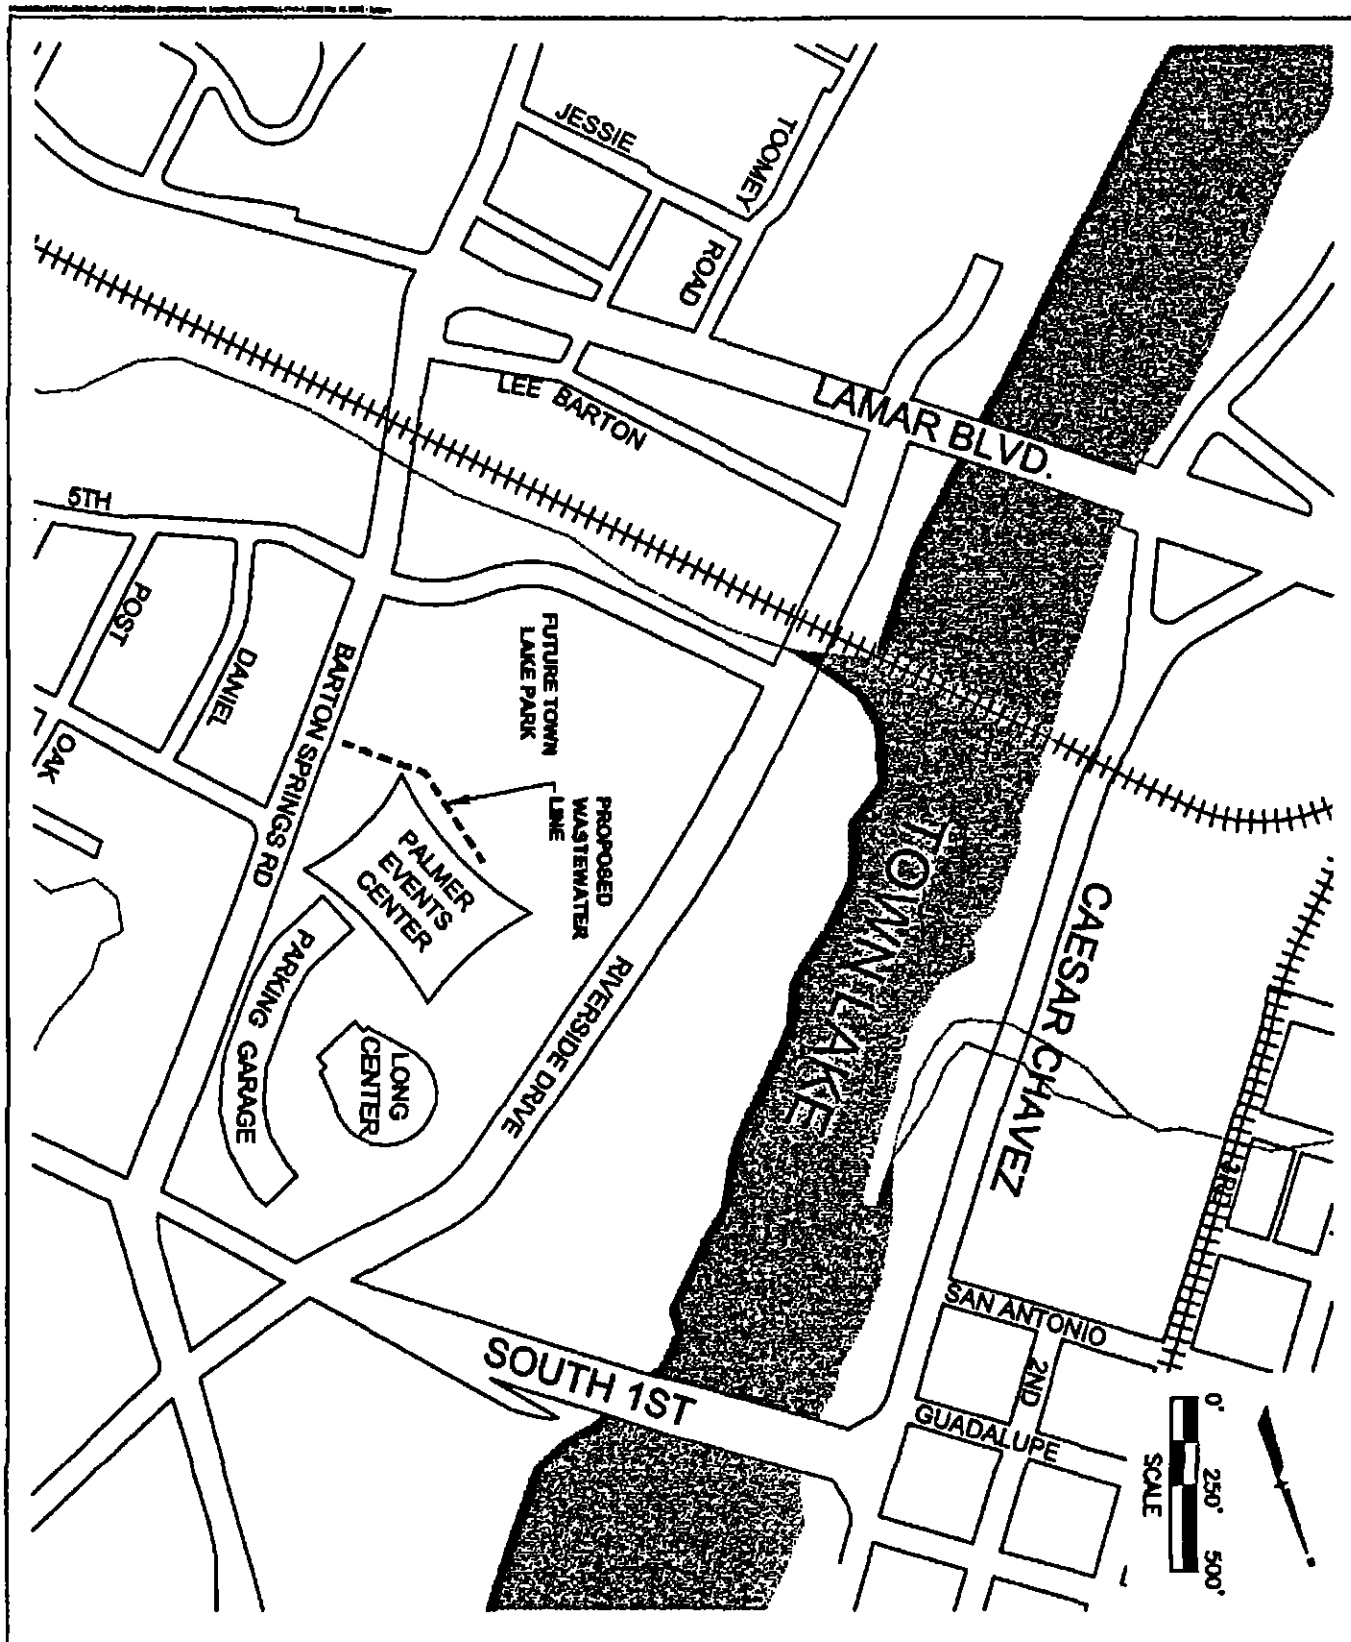 TOOMEY
JESSIE
ROAD
LAMAR BLVD.
LEE BARTON
5TH
POST
DANIEL
OAK
BARTON SPRINGS RD
FUTURE TOWN
LAKE PARK
PROPOSED
WASTEWATER
LINE
PALMER
EVENTS
CENTER
PARKING GARAGE
LONG
CENTER
RIVERSIDE DRIVE
TOWN LAKE
CAESAR CHAVEZ
SAN ANTONIO
2ND
GUADALUPE
SOUTH 1ST
0' 250' 500'
SCALE